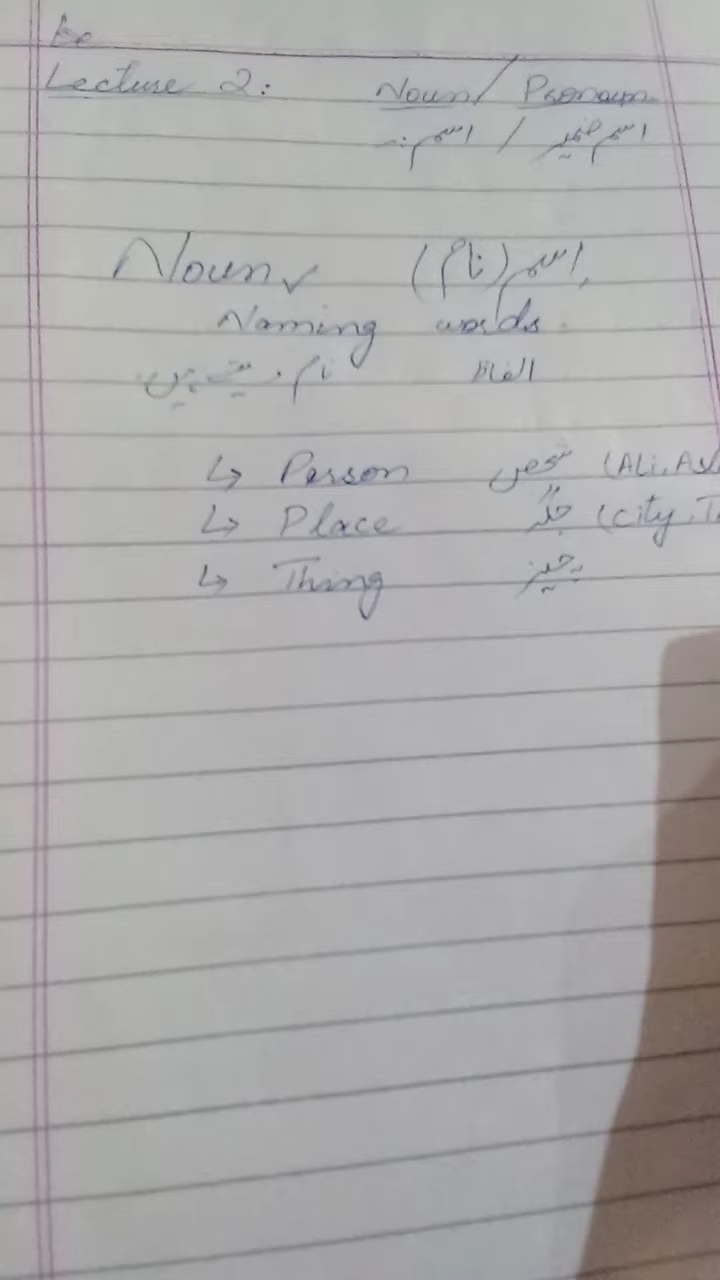 Lecture 2: Noun/ Pronoun
اسم / اسم ضمیر
Noun (نام) اسم
Naming words.
نام الفاظ
↳ Person شخص (Ali, As
↳ Place جگہ (City, T
↳ Thing چیز